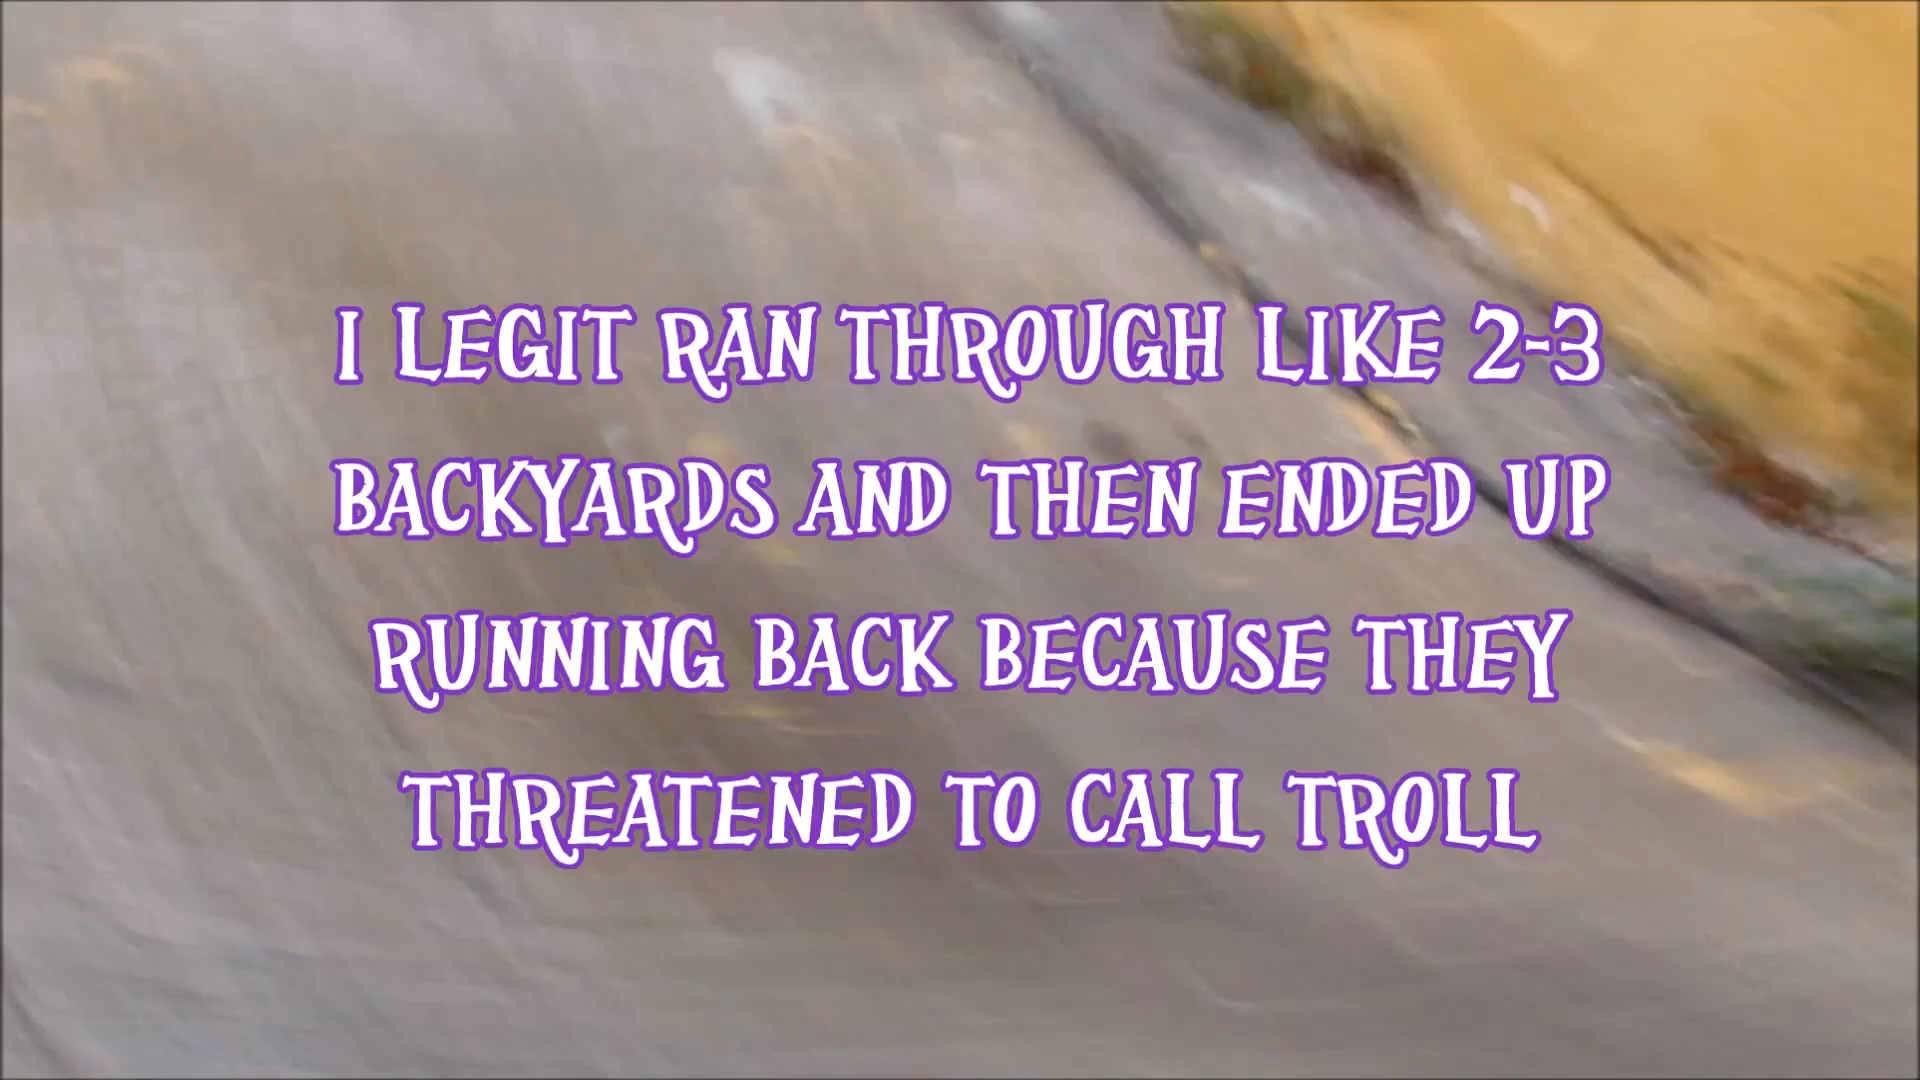 I LEGIT RAN THROUGH LIKE 2-3
BACKYARDS AND THEN ENDED UP
RUNNING BACK BECAUSE THEY
THREATENED TO CALL TROLL